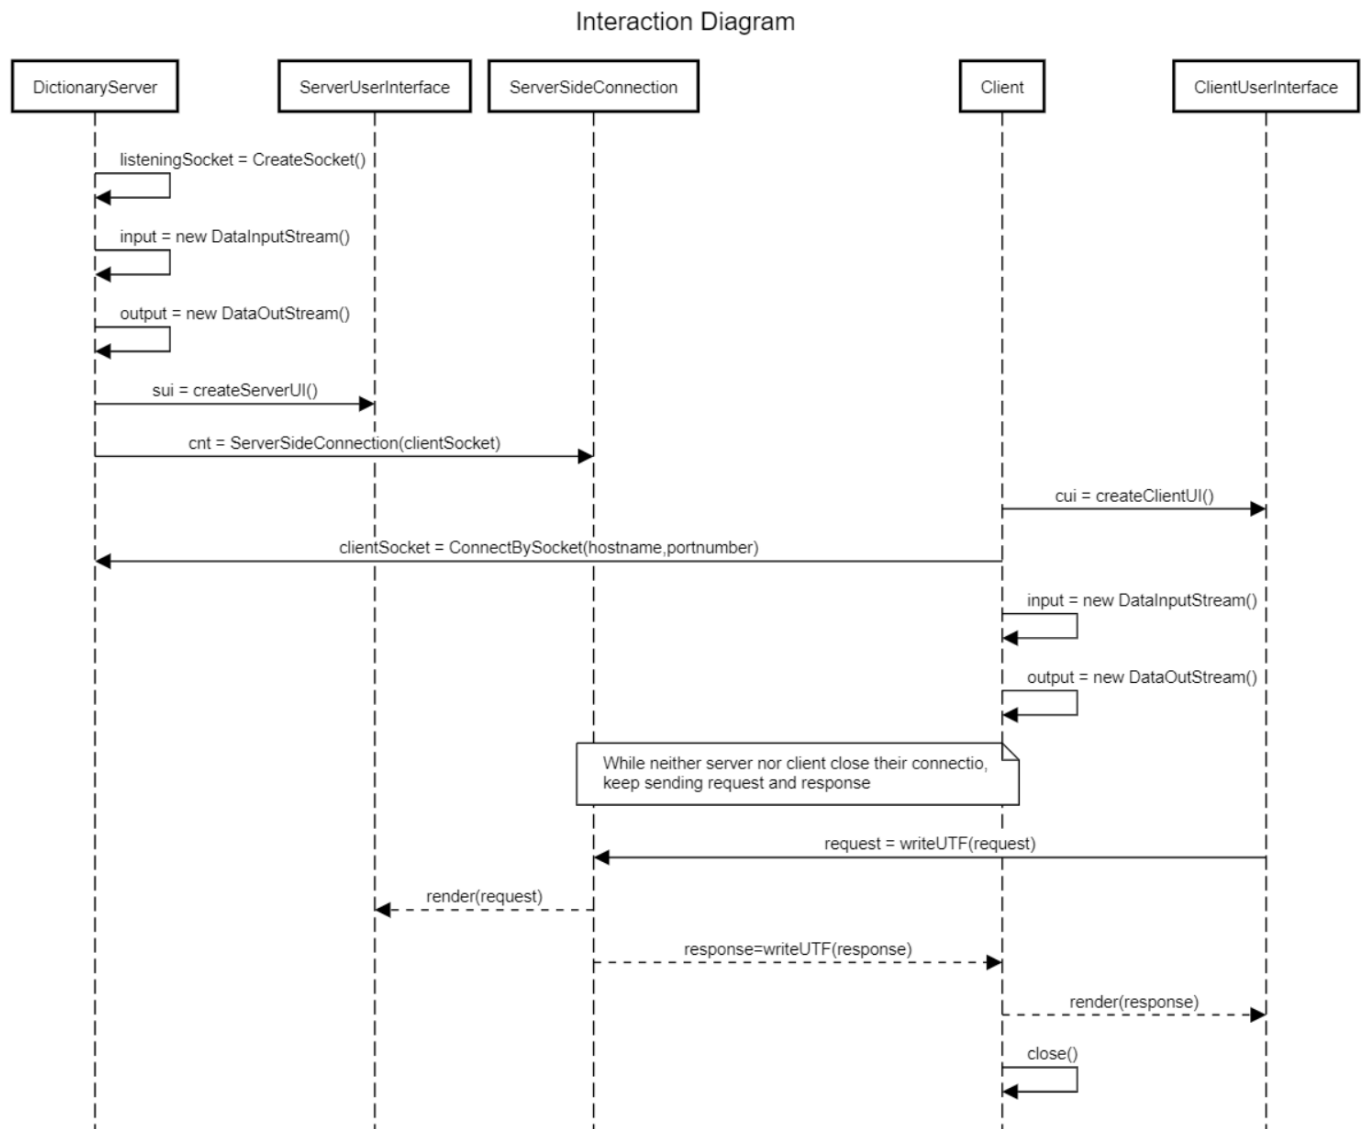 Interaction Diagram
DictionaryServer
ServerUserInterface
ServerSideConnection
Client
ClientUserInterface
listeningSocket = CreateSocket()
input = new DataInputStream()
output = new DataOutStream()
sui = createServerUI()
cnt = ServerSideConnection(clientSocket)
cui = createClientUI()
clientSocket = ConnectBySocket(hostname,portnumber)
input = new DataInputStream()
output = new DataOutStream()
While neither server nor client close their connectio,
keep sending request and response
request = writeUTF(request)
render(request)
response=writeUTF(response)
render(response)
close()